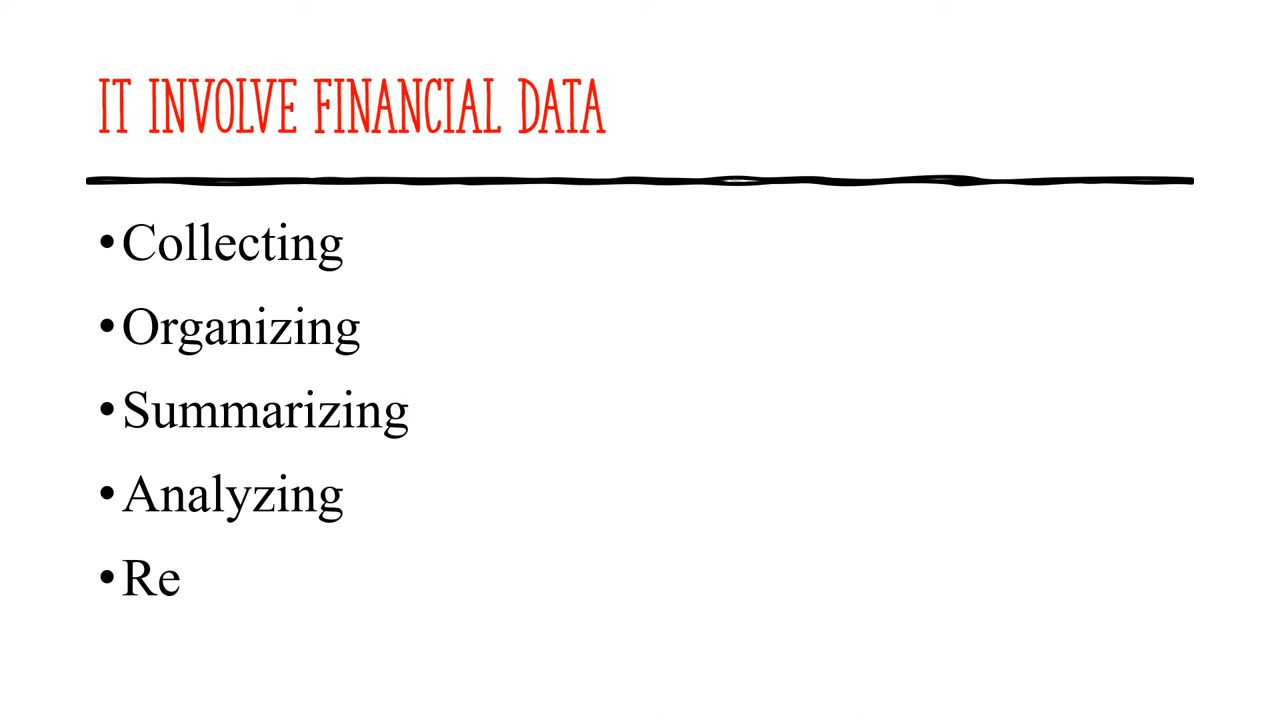 IT INVOLVE FINANCIAL DATA
•Collecting
•Organizing
•Summarizing
•Analyzing
•Re